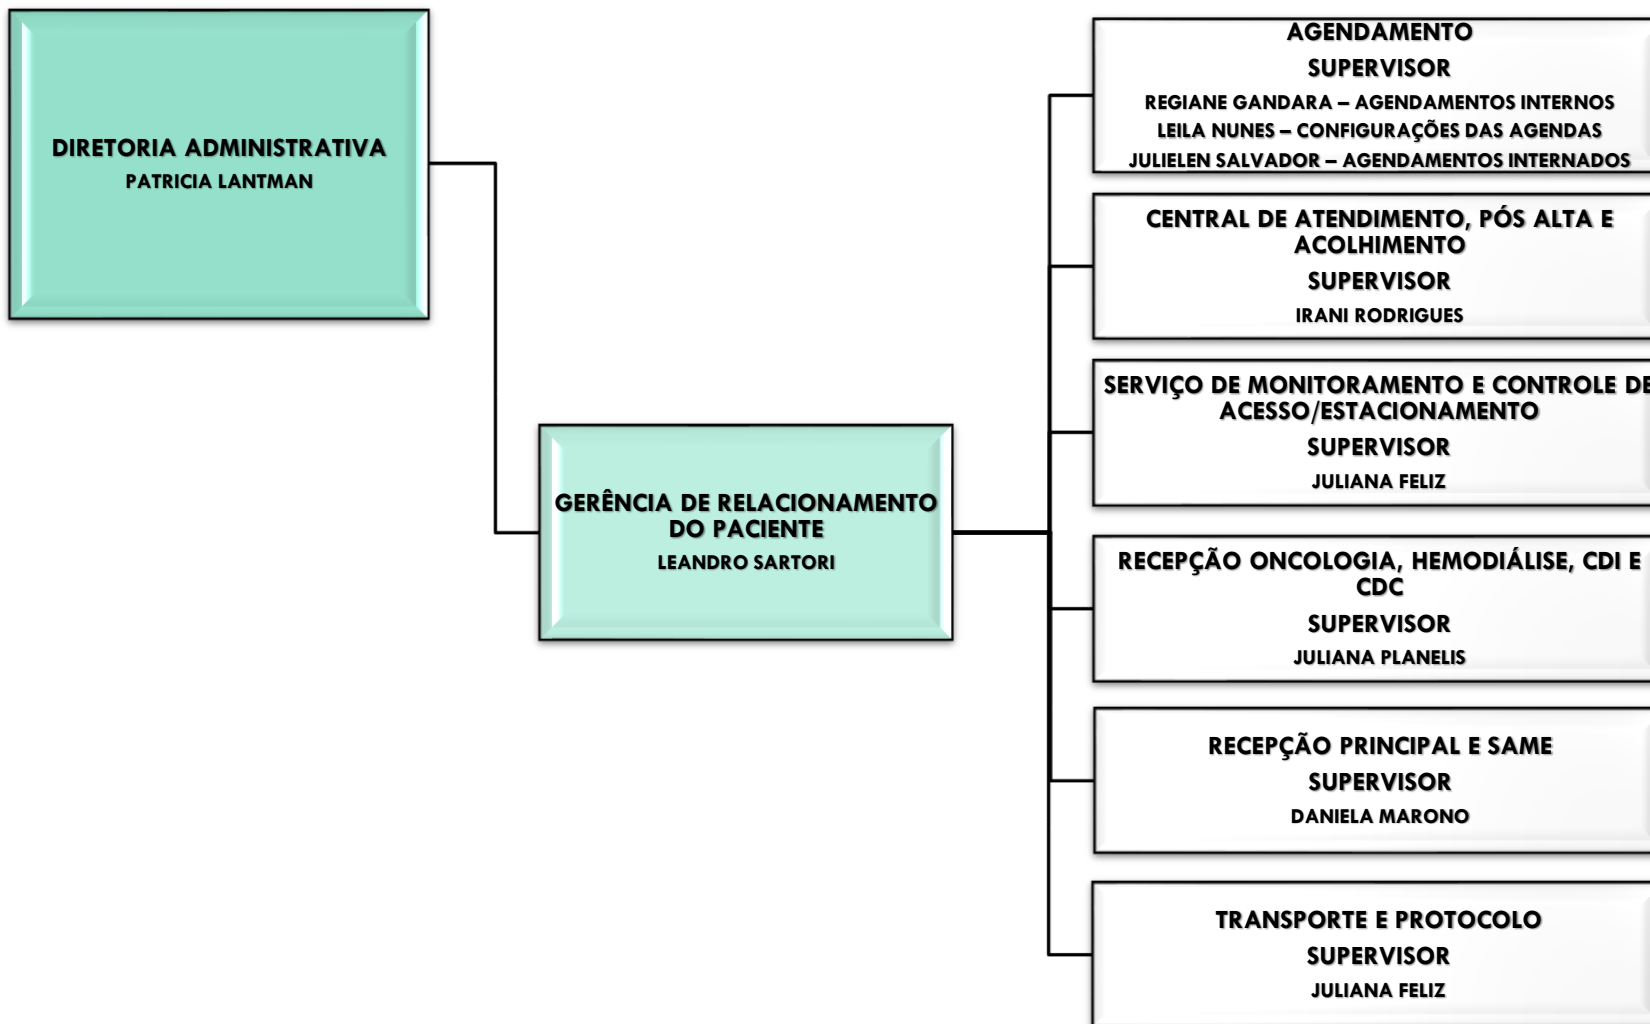 DIRETORIA ADMINISTRATIVA
PATRICIA LANTMAN
GERÊNCIA DE RELACIONAMENTO
DO PACIENTE
LEANDRO SARTORI
AGENDAMENTO
SUPERVISOR
REGIANE GANDARA – AGENDAMENTOS INTERNOS
LEILA NUNES – CONFIGURAÇÕES DAS AGENDAS
JULIELEN SALVADOR – AGENDAMENTOS INTERNADOS
CENTRAL DE ATENDIMENTO, PÓS ALTA E
ACOLHIMENTO
SUPERVISOR
IRANI RODRIGUES
SERVIÇO DE MONITORAMENTO E CONTROLE DE
ACESSO/ESTACIONAMENTO
SUPERVISOR
JULIANA FELIZ
RECEPÇÃO ONCOLOGIA, HEMODIÁLISE, CDI E
CDC
SUPERVISOR
JULIANA PLANELIS
RECEPÇÃO PRINCIPAL E SAME
SUPERVISOR
DANIELA MARONO
TRANSPORTE E PROTOCOLO
SUPERVISOR
JULIANA FELIZ